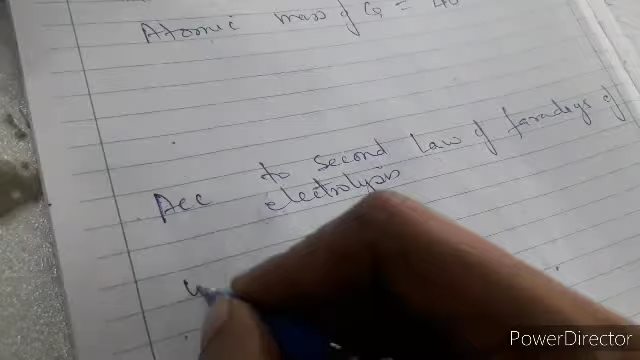 Atomic mass of Ca = 40
Acc to second law of faradays of
electrolysis
w
PowerDirector